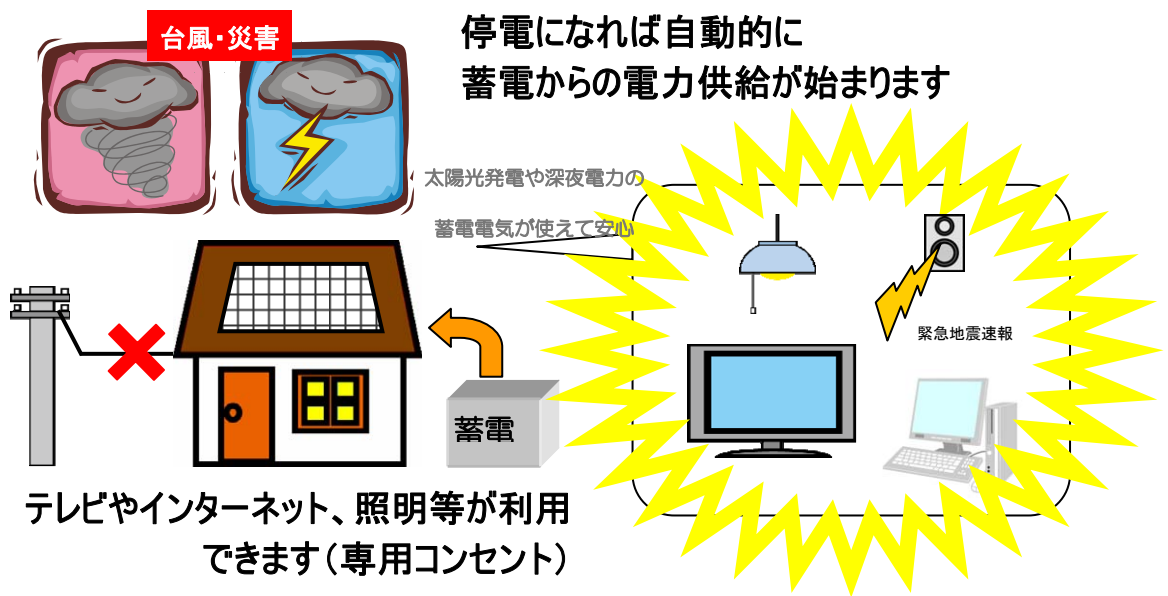 台風・災害
停電になれば自動的に
蓄電からの電力供給が始まります
太陽光発電や深夜電力の
蓄電電気が使えて安心
緊急地震速報
蓄電
テレビやインターネット、照明等が利用
できます(専用コンセント)